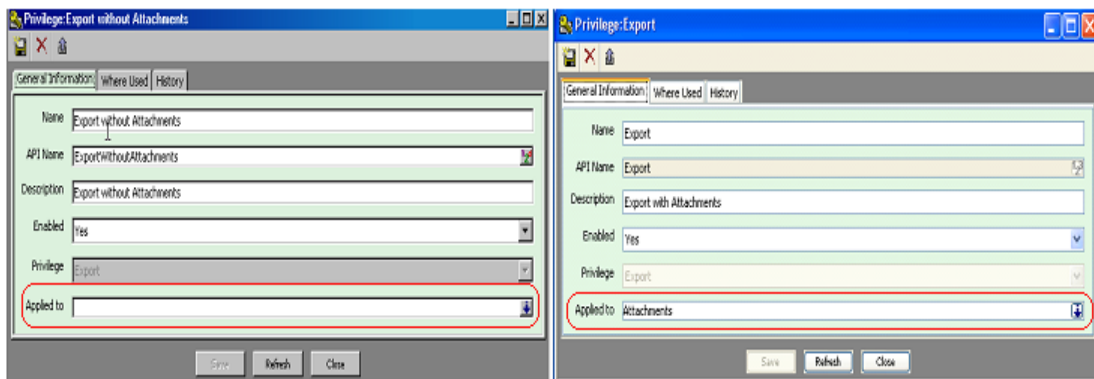 Privilege:Export without Attachments
General Information Where Used History
Name Export without Attachments
API Name ExportWithoutAttachments
Description Export without Attachments
Enabled Yes
Privilege Export
Applied to
Save Refresh Close
Privilege:Export
General Information Where Used History
Name Export
API Name Export
Description Export with Attachments
Enabled Yes
Privilege Export
Applied to Attachments
Save Refresh Close